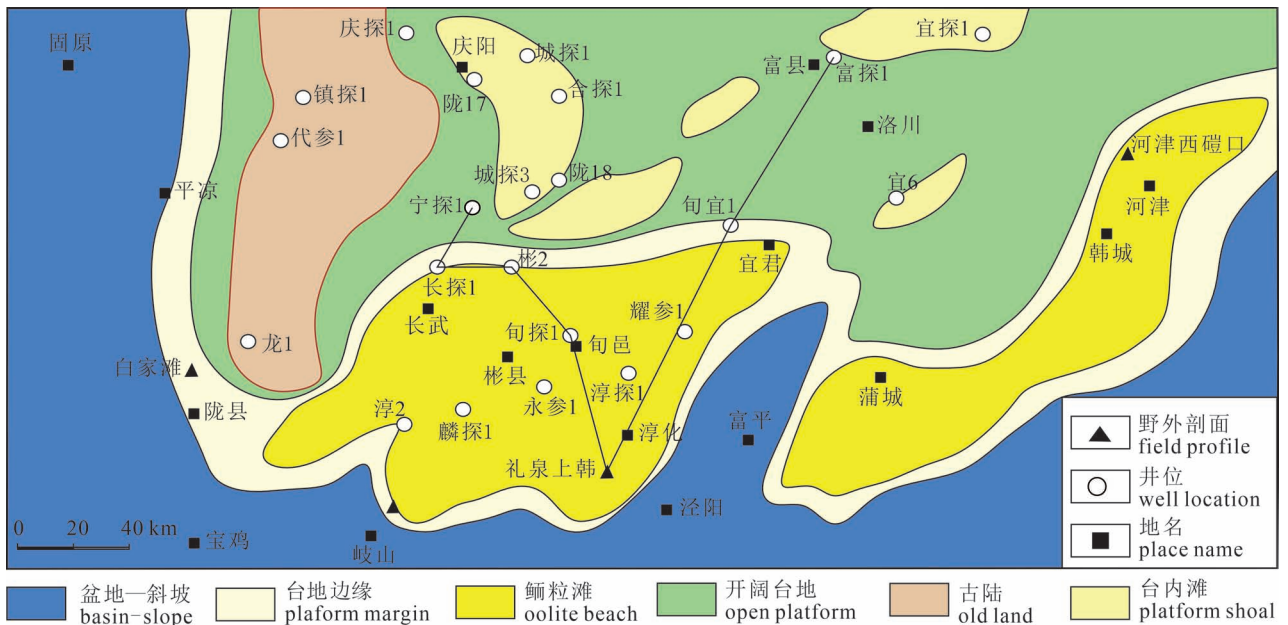 固原
庆探1
庆阳
城探1
宜探1
富县
富探1
陇17
合探1
镇探1
代参1
洛川
河津西磑口
平凉
城探3
陇18
宜6
河津
宁探1
旬宜1
韩城
彬2
宜君
长探1
长武
耀参1
旬探1
旬邑
龙1
白家滩
彬县
淳探1
永参1
蒲城
陇县
淳2
麟探1
富平
淳化
礼泉上韩
泾阳
岐山
宝鸡
0 20 40 km
野外剖面
field profile
井位
well location
地名
place name
盆地—斜坡
basin-slope
台地边缘
plaform margin
鲕粒滩
oolite beach
开阔台地
open platform
古陆
old land
台内滩
platform shoal